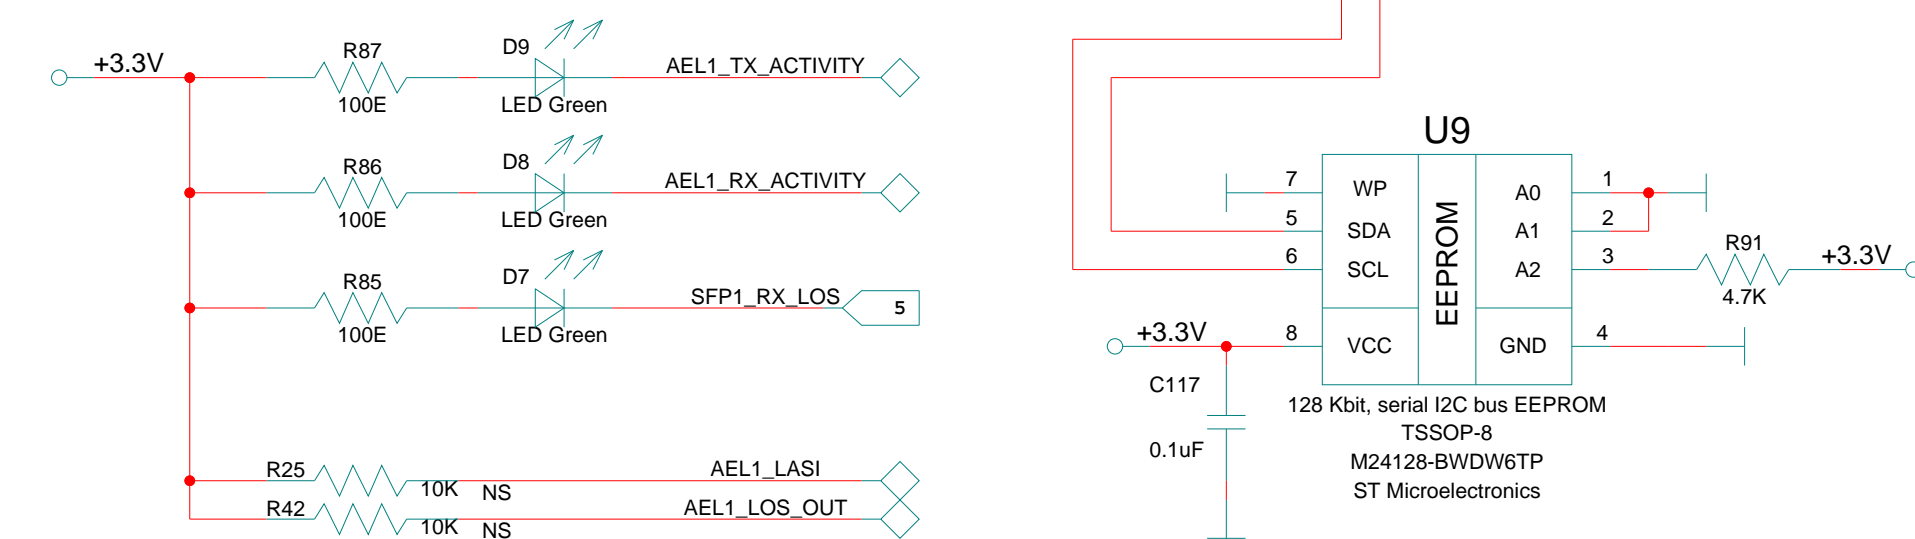 +3.3V
R87
100E
D9
LED Green
AEL1_TX_ACTIVITY
R86
100E
D8
LED Green
AEL1_RX_ACTIVITY
R85
100E
D7
LED Green
SFP1_RX_LOS
5
R25
10K
NS
AEL1_LASI
R42
10K
NS
AEL1_LOS_OUT
U9
7
WP
A0
1
5
SDA
A1
2
6
SCL
A2
3
EEPROM
R91
4.7K
+3.3V
+3.3V
8
VCC
GND
4
C117
0.1uF
128 Kbit, serial I2C bus EEPROM
TSSOP-8
M24128-BWDW6TP
ST Microelectronics